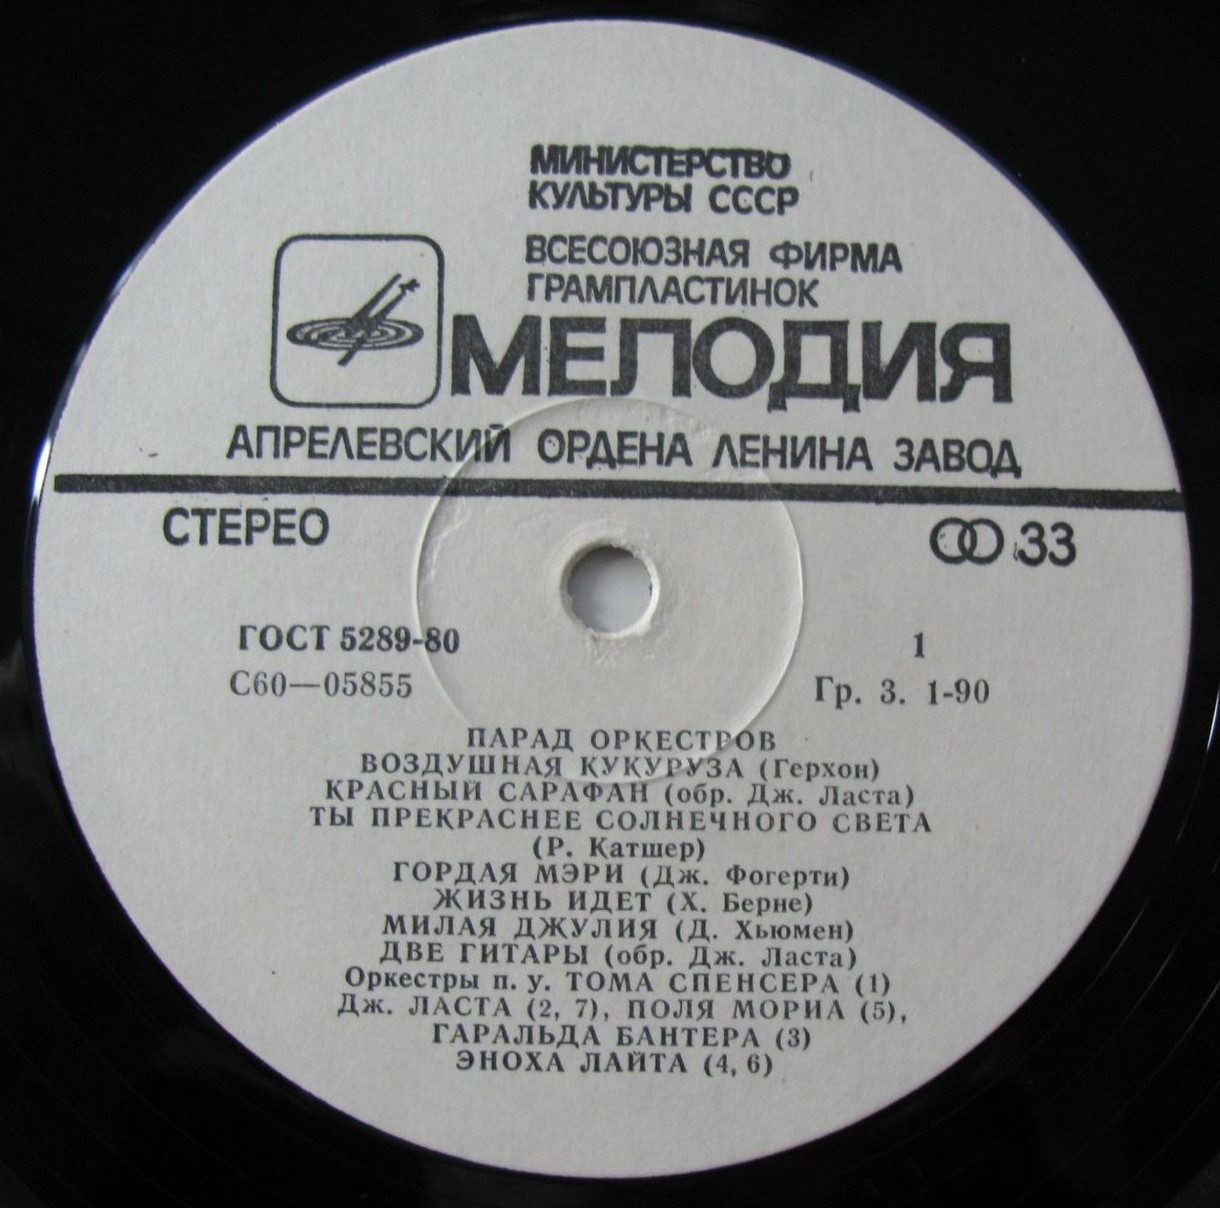 МИНИСТЕРСТВО
КУЛЬТУРЫ СССР
ВСЕСОЮЗНАЯ ФИРМА
ГРАМПЛАСТИНОК
МЕЛОДИЯ
АПРЕЛЕВСКИЙ ОРДЕНА ЛЕНИНА ЗАВОД
СТЕРЕО 33
ГОСТ 5289-80 1
С60—05855 Гр. 3. 1-90
ПАРАД ОРКЕСТРОВ
ВОЗДУШНАЯ КУКУРУЗА (Герхон)
КРАСНЫЙ САРАФАН (обр. Дж. Ласта)
ТЫ ПРЕКРАСНЕЕ СОЛНЕЧНОГО СВЕТА
(Р. Катшер)
ГОРДАЯ МЭРИ (Дж. Фогерти)
ЖИЗНЬ ИДЕТ (Х. Берне)
МИЛАЯ ДЖУЛИЯ (Д. Хьюмен)
ДВЕ ГИТАРЫ (обр. Дж. Ласта)
Оркестры п. у. ТОМА СПЕНСЕРА (1)
Дж. ЛАСТА (2, 7), ПОЛЯ МОРИА (5),
ГАРАЛЬДА БАНТЕРА (3)
ЭНОХА ЛАЙТА (4, 6)